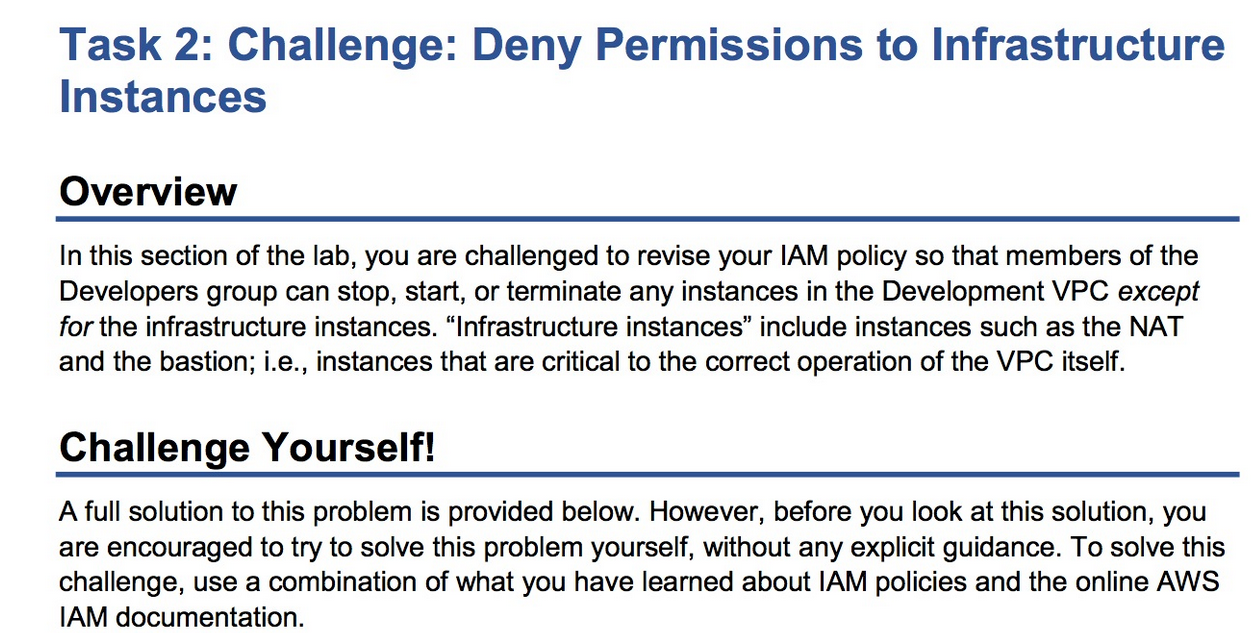 Task 2: Challenge: Deny Permissions to Infrastructure
Instances
Overview
In this section of the lab, you are challenged to revise your IAM policy so that members of the
Developers group can stop, start, or terminate any instances in the Development VPC except
for the infrastructure instances. “Infrastructure instances” include instances such as the NAT
and the bastion; i.e., instances that are critical to the correct operation of the VPC itself.
Challenge Yourself!
A full solution to this problem is provided below. However, before you look at this solution, you
are encouraged to try to solve this problem yourself, without any explicit guidance. To solve this
challenge, use a combination of what you have learned about IAM policies and the online AWS
IAM documentation.